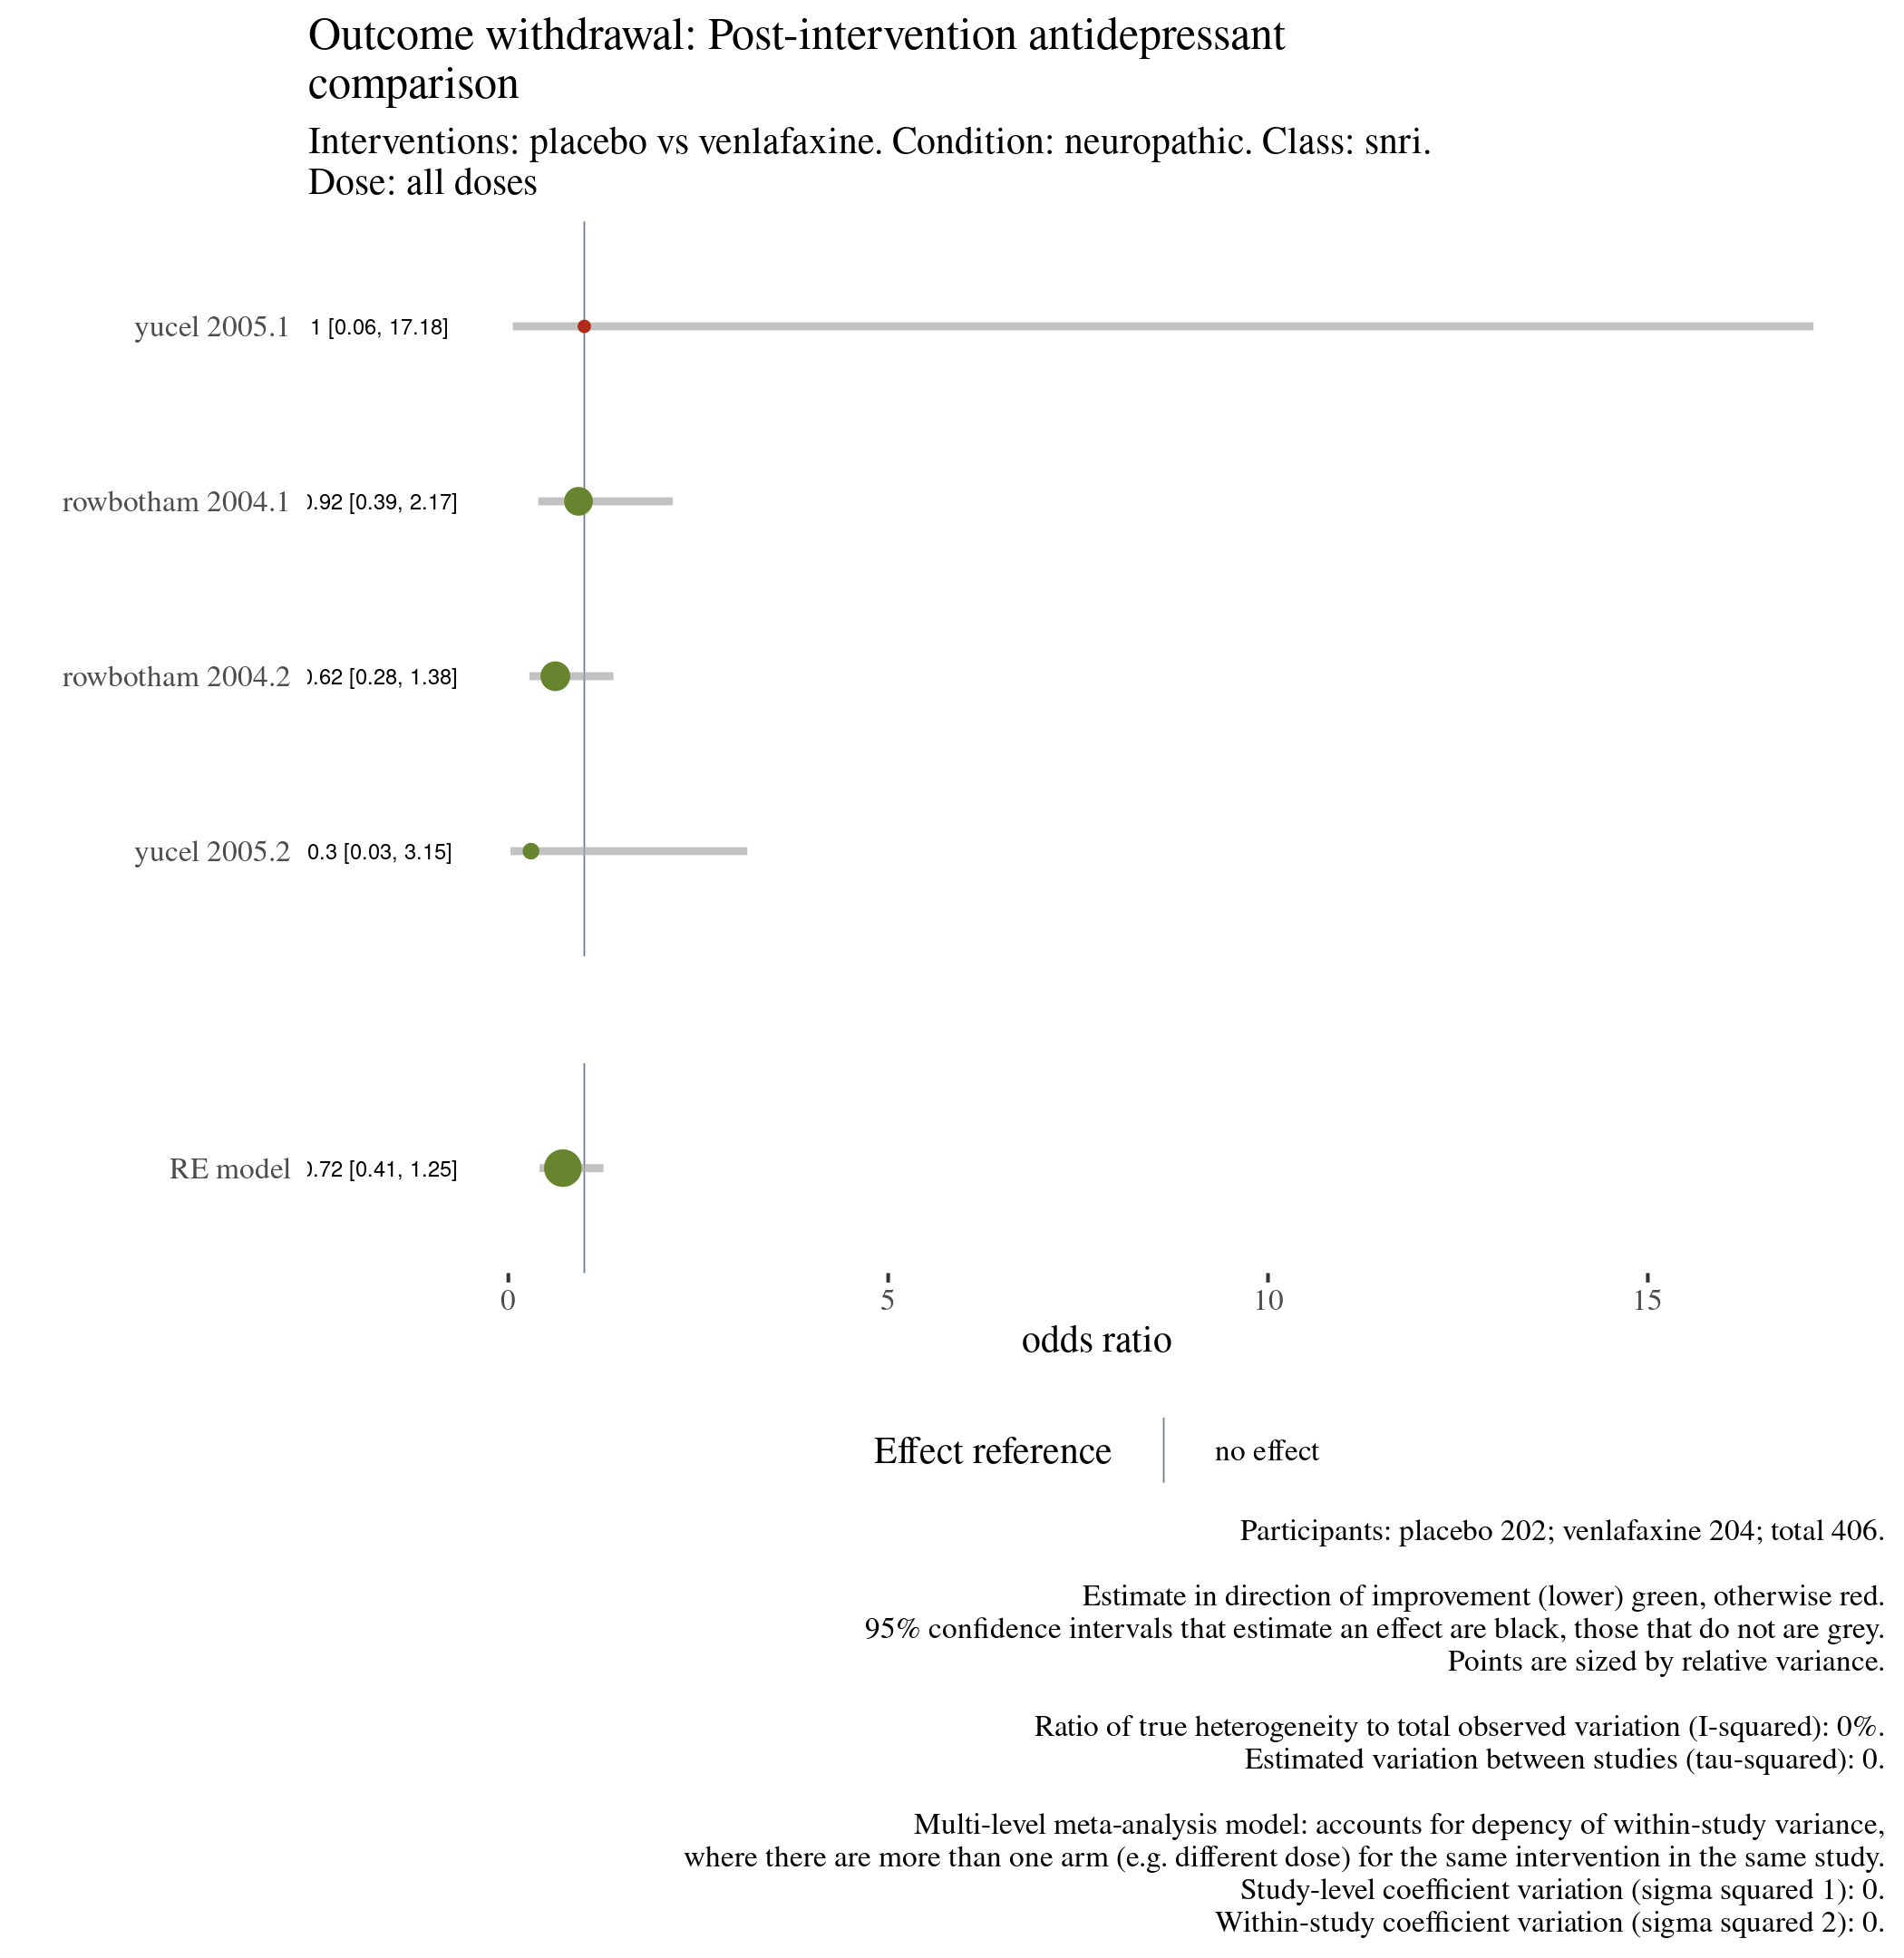 Outcome withdrawal: Post-intervention antidepressant
comparison
Interventions: placebo vs venlafaxine. Condition: neuropathic. Class: snri.
Dose: all doses
yucel 2005.1 1 [0.06, 17.18]
rowbotham 2004.1 0.92 [0.39, 2.17]
rowbotham 2004.2 0.62 [0.28, 1.38]
yucel 2005.2 0.3 [0.03, 3.15]
RE model 0.72 [0.41, 1.25]
0 5 10 15
odds ratio
Effect reference no effect
Participants: placebo 202; venlafaxine 204; total 406.
Estimate in direction of improvement (lower) green, otherwise red.
95% confidence intervals that estimate an effect are black, those that do not are grey.
Points are sized by relative variance.
Ratio of true heterogeneity to total observed variation (I-squared): 0%.
Estimated variation between studies (tau-squared): 0.
Multi-level meta-analysis model: accounts for depency of within-study variance,
where there are more than one arm (e.g. different dose) for the same intervention in the same study.
Study-level coefficient variation (sigma squared 1): 0.
Within-study coefficient variation (sigma squared 2): 0.